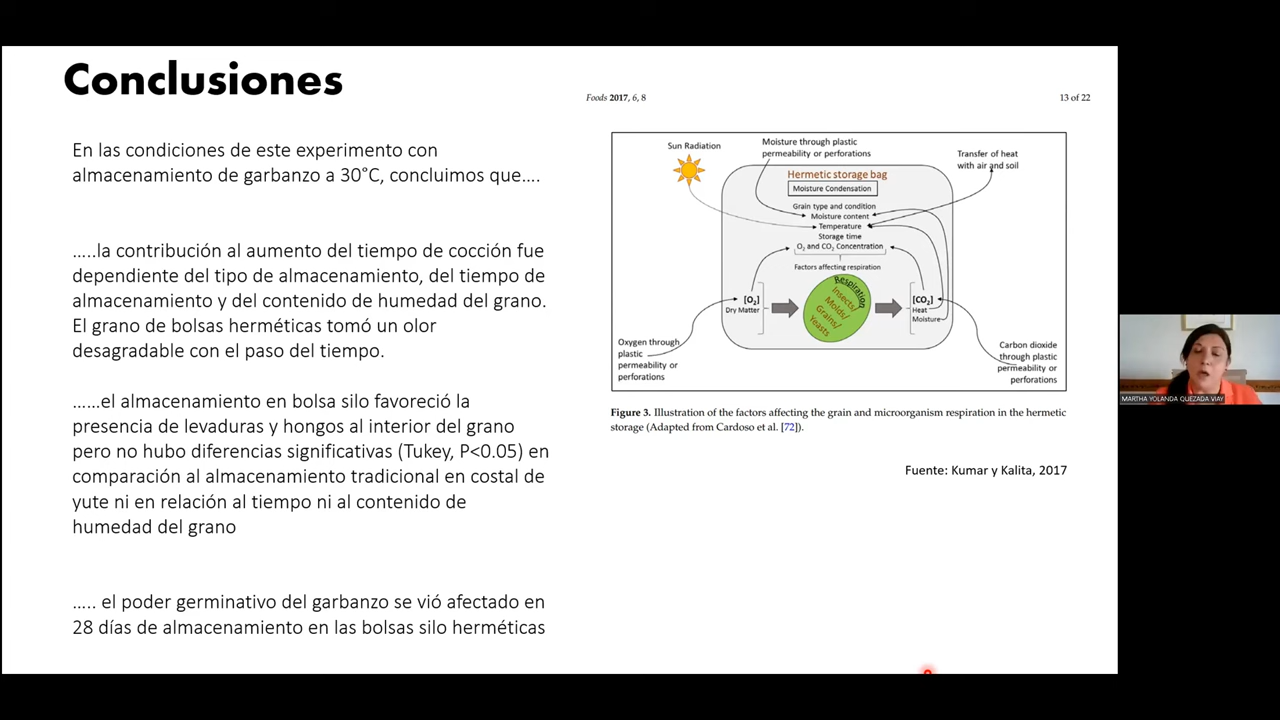 Conclusiones
En las condiciones de este experimento con
almacenamiento de garbanzo a 30°C, concluimos que....
.....la contribución al aumento del tiempo de cocción fue
dependiente del tipo de almacenamiento, del tiempo de
almacenamiento y del contenido de humedad del grano.
El grano de bolsas herméticas tomó un olor
desagradable con el paso del tiempo.
......el almacenamiento en bolsa silo favoreció la
presencia de levaduras y hongos al interior del grano
pero no hubo diferencias significativas (Tukey, P<0.05) en
comparación al almacenamiento tradicional en costal de
yute ni en relación al tiempo ni al contenido de
humedad del grano
..... el poder germinativo del garbanzo se vió afectado en
28 días de almacenamiento en las bolsas silo herméticas
Foods 2017, 6, 8
13 of 22
Sun Radiation
Moisture through plastic
permeability or perforations
Transfer of heat
with air and soil
Hermetic storage bag
Moisture Condensation
Grain type and condition
Moisture content
Temperature
Storage time
O2 and CO2 Concentration
Factors affecting respiration
[O2]
Dry Matter
Respiration
Insects/
Molds/
Grains/
Yeasts
[CO2]
Heat
Moisture
Oxygen through
plastic
permeability or
perforations
Carbon dioxide
through plastic
permeability or
perforations
Figure 3. Illustration of the factors affecting the grain and microorganism respiration in the hermetic
storage (Adapted from Cardoso et al. [72]).
Fuente: Kumar y Kalita, 2017
MARTHA YOLANDA QUEZADA VIAY